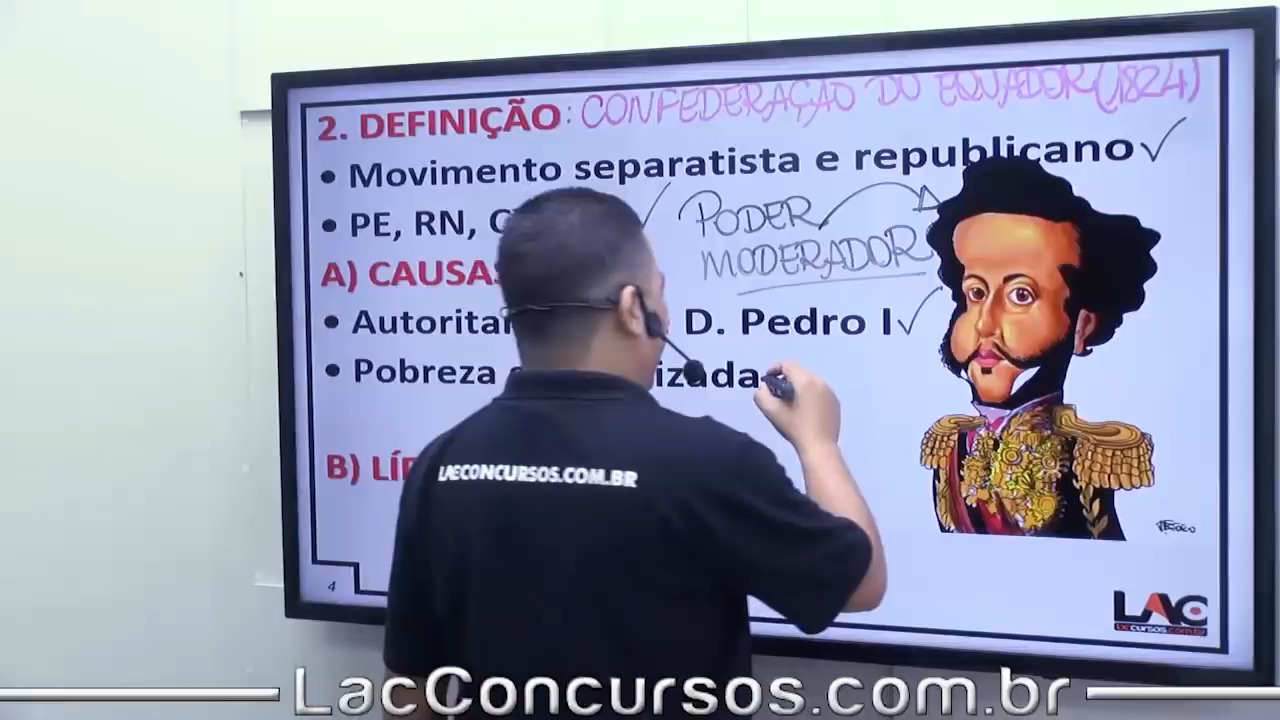 2. DEFINIÇÃO: CONFEDERAÇÃO DO EQUADOR (1824)
• Movimento separatista e republicano ✓
• PE, RN, C
PODER
MODERADOR
A) CAUSAS
• Autoritar D. Pedro I ✓
• Pobreza izada
LACCONCURSOS.COM.BR
B) LÍ
4
LAC
LacConcursos.com.br